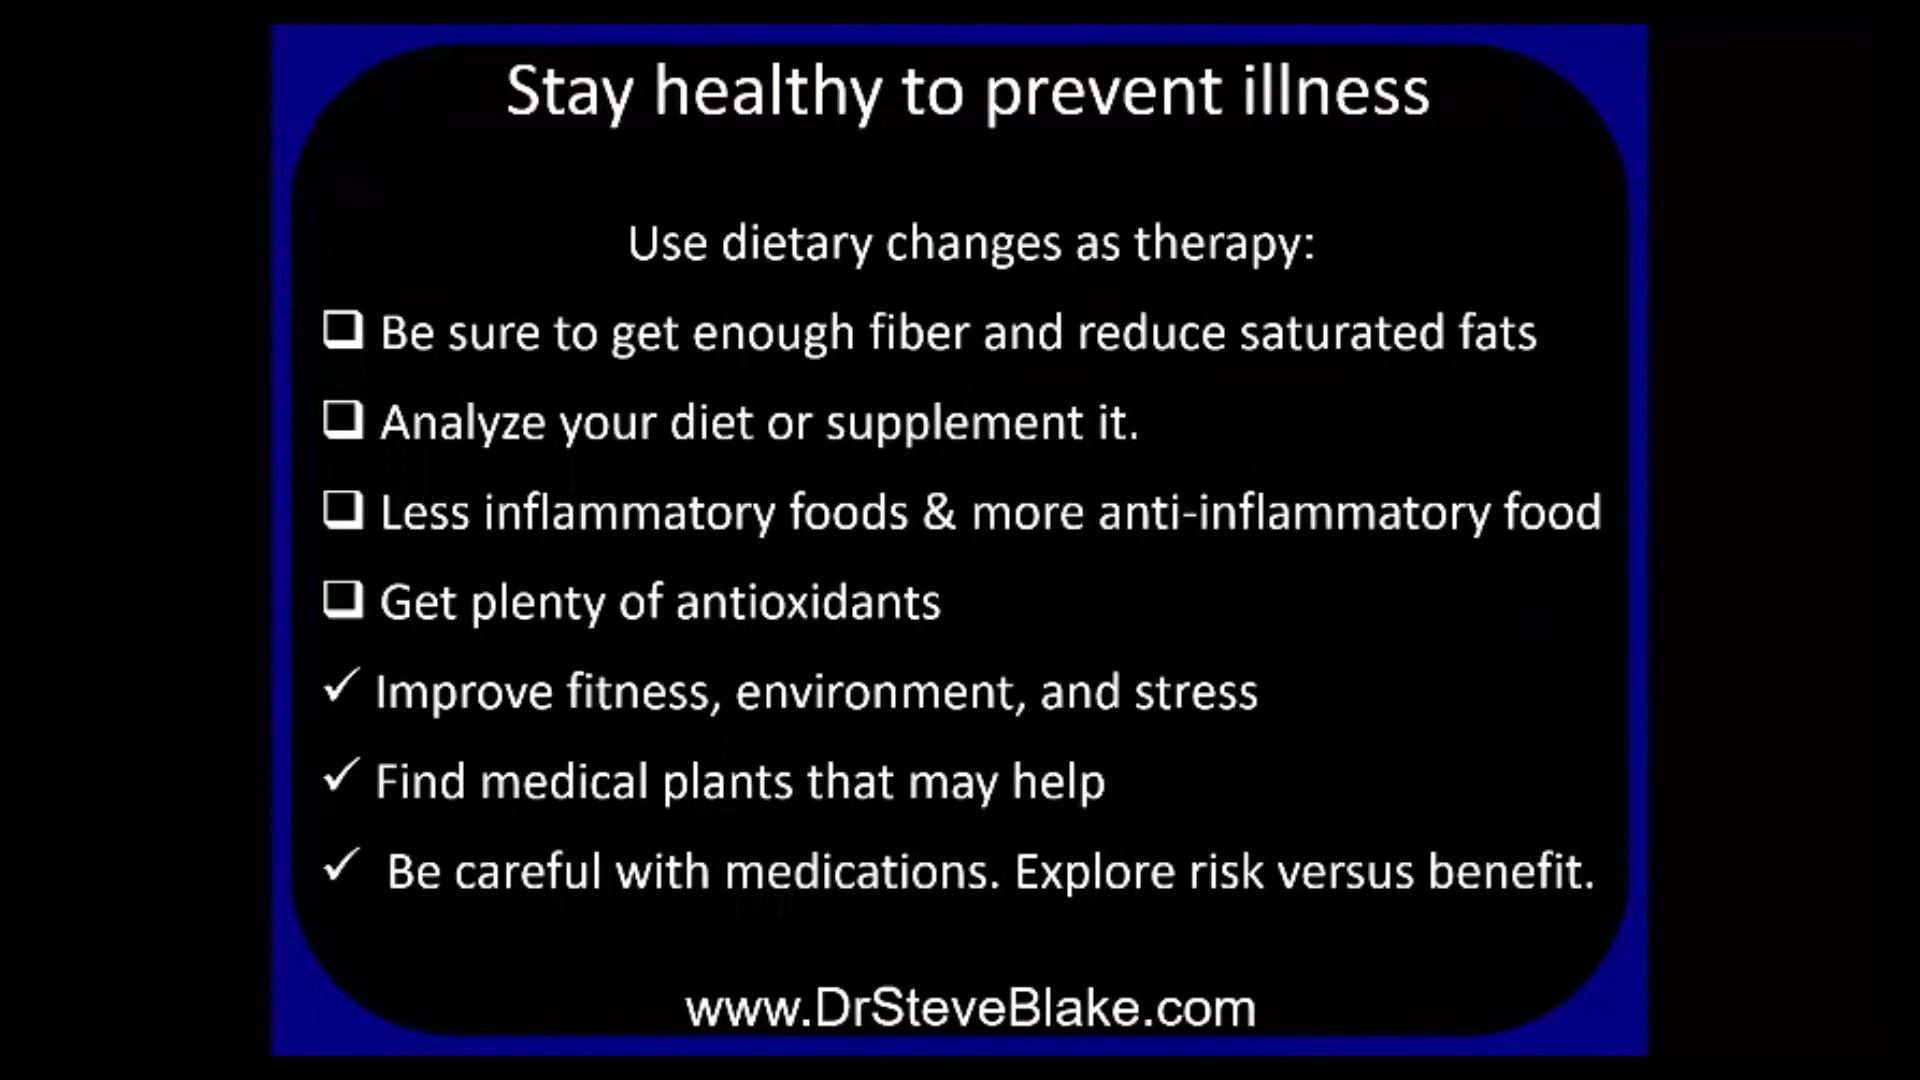 Stay healthy to prevent illness
Use dietary changes as therapy:
❑ Be sure to get enough fiber and reduce saturated fats
❑ Analyze your diet or supplement it.
❑ Less inflammatory foods & more anti-inflammatory food
❑ Get plenty of antioxidants
✓ Improve fitness, environment, and stress
✓ Find medical plants that may help
✓ Be careful with medications. Explore risk versus benefit.
www.DrSteveBlake.com